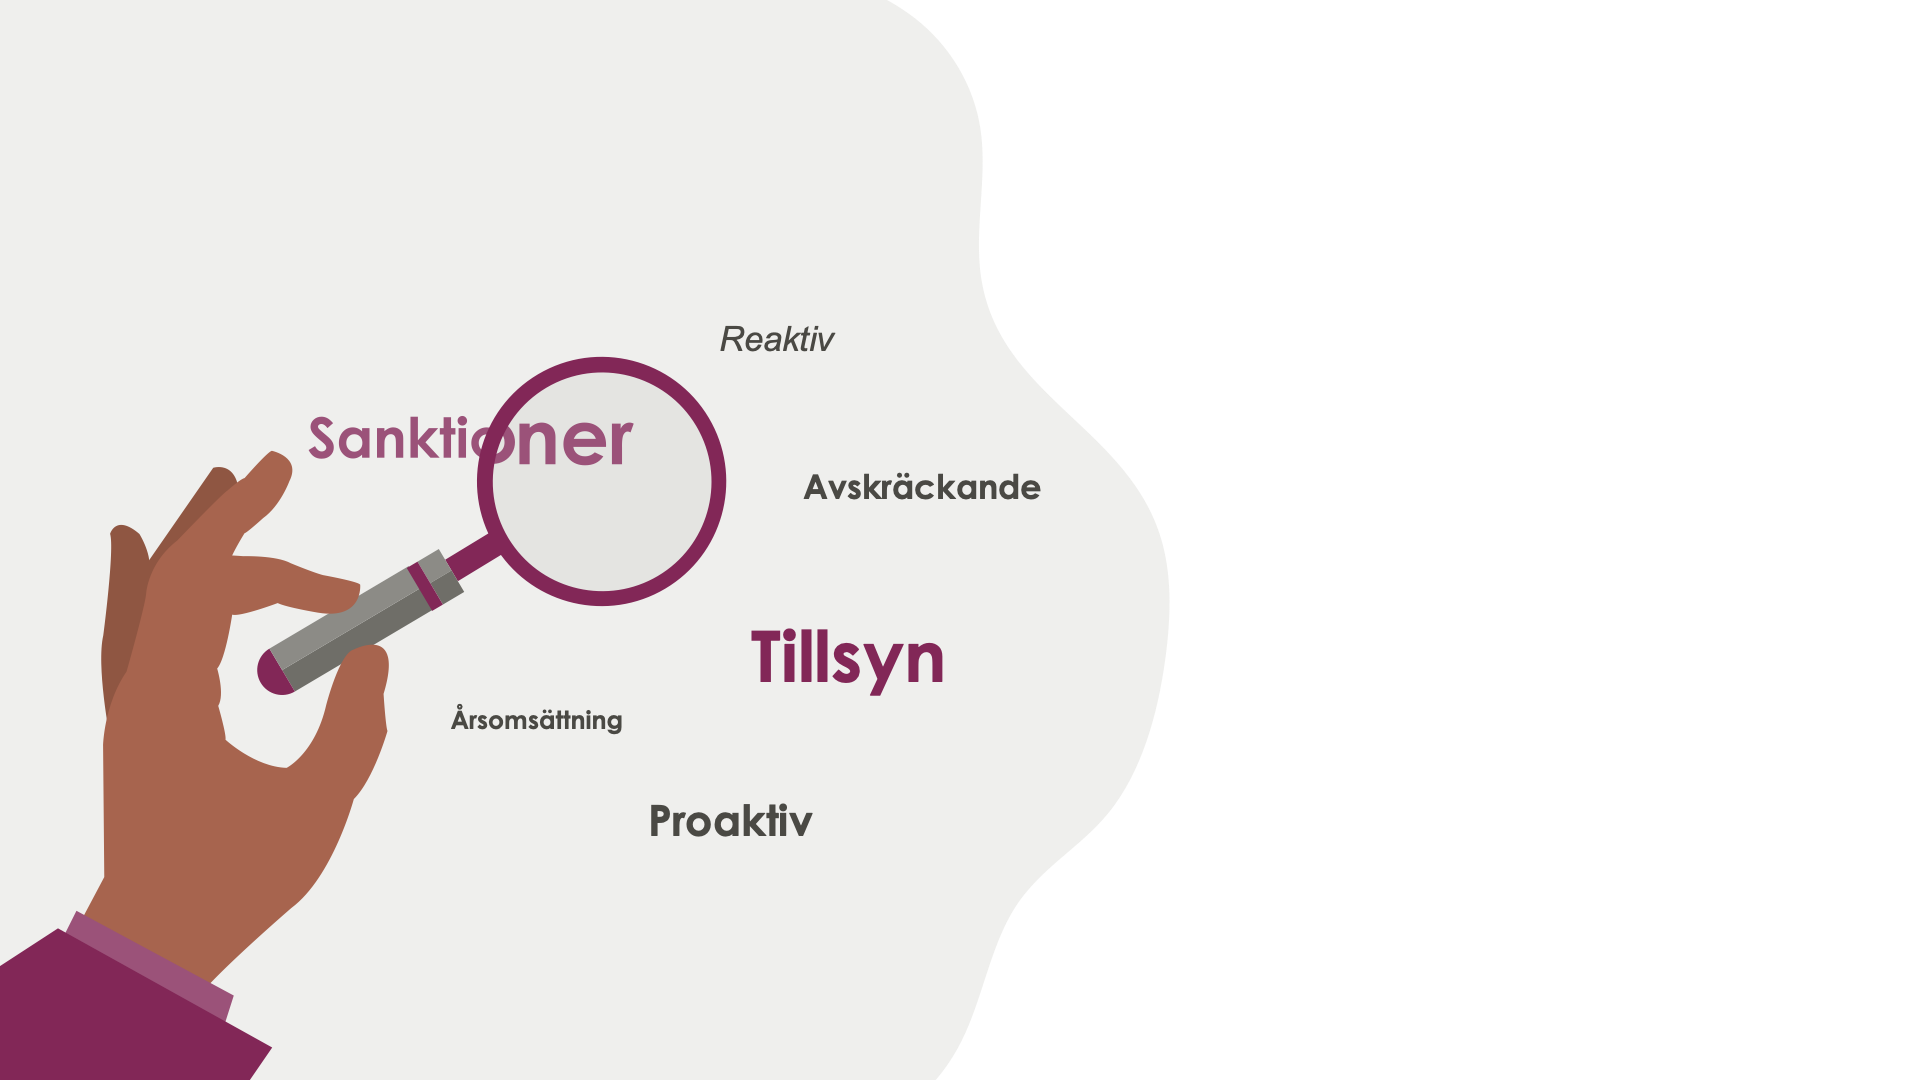 Reaktiv
Sanktioner
Avskräckande
Tillsyn
Årsomsättning
Proaktiv